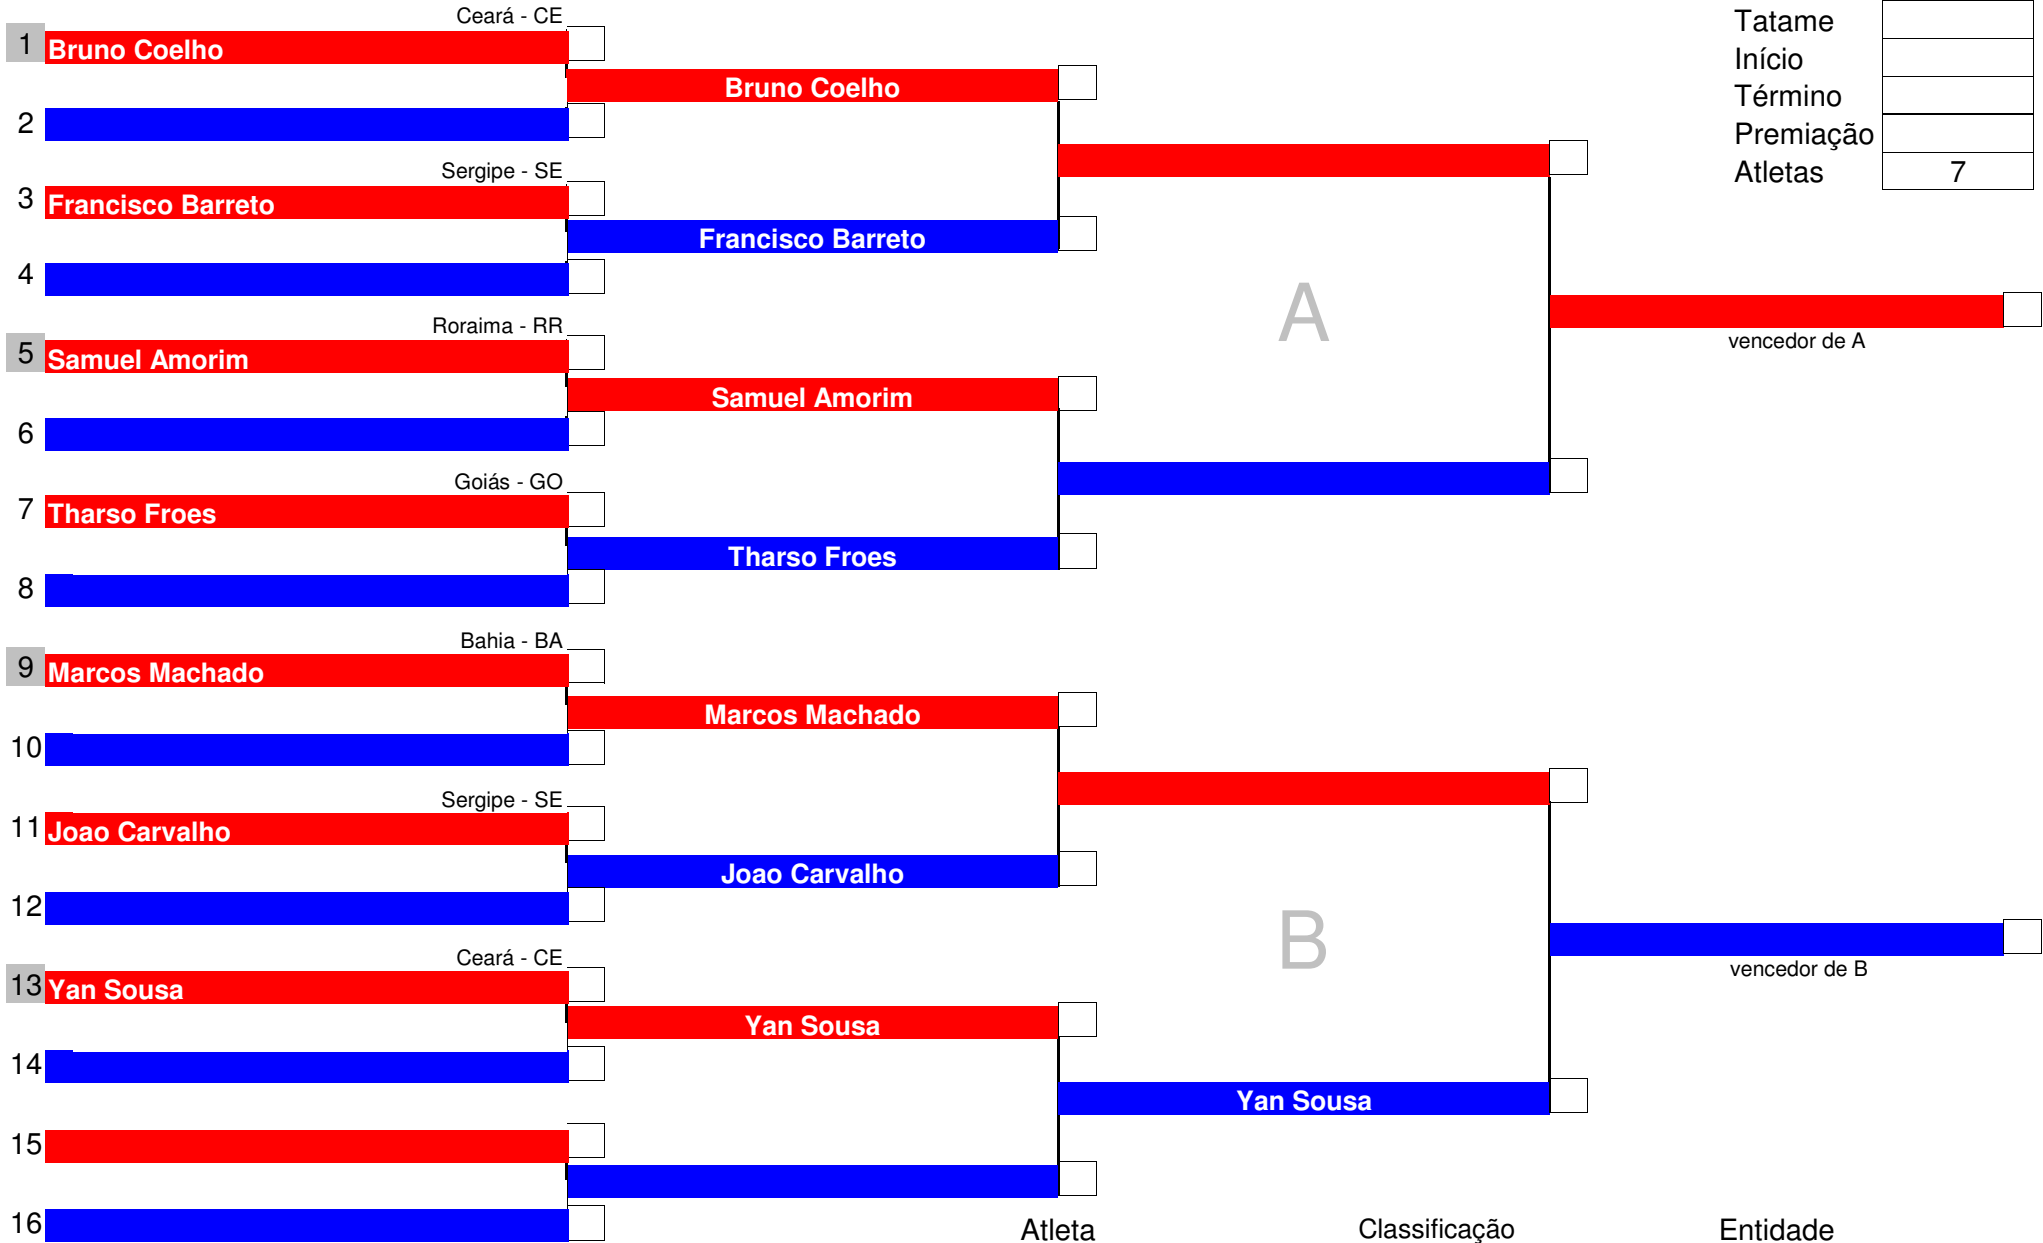 Ceará - CE
1 Bruno Coelho
Bruno Coelho
2
Sergipe - SE
3 Francisco Barreto
Francisco Barreto
4
Roraima - RR
5 Samuel Amorim
Samuel Amorim
6
Goiás - GO
7 Tharso Froes
Tharso Froes
8
Bahia - BA
9 Marcos Machado
Marcos Machado
10
Sergipe - SE
11 Joao Carvalho
Joao Carvalho
12
Ceará - CE
13 Yan Sousa
Yan Sousa
14
15
16
A
B
Yan Sousa
vencedor de A
vencedor de B
Tatame
Início
Término
Premiação
Atletas 7
Atleta Classificação Entidade